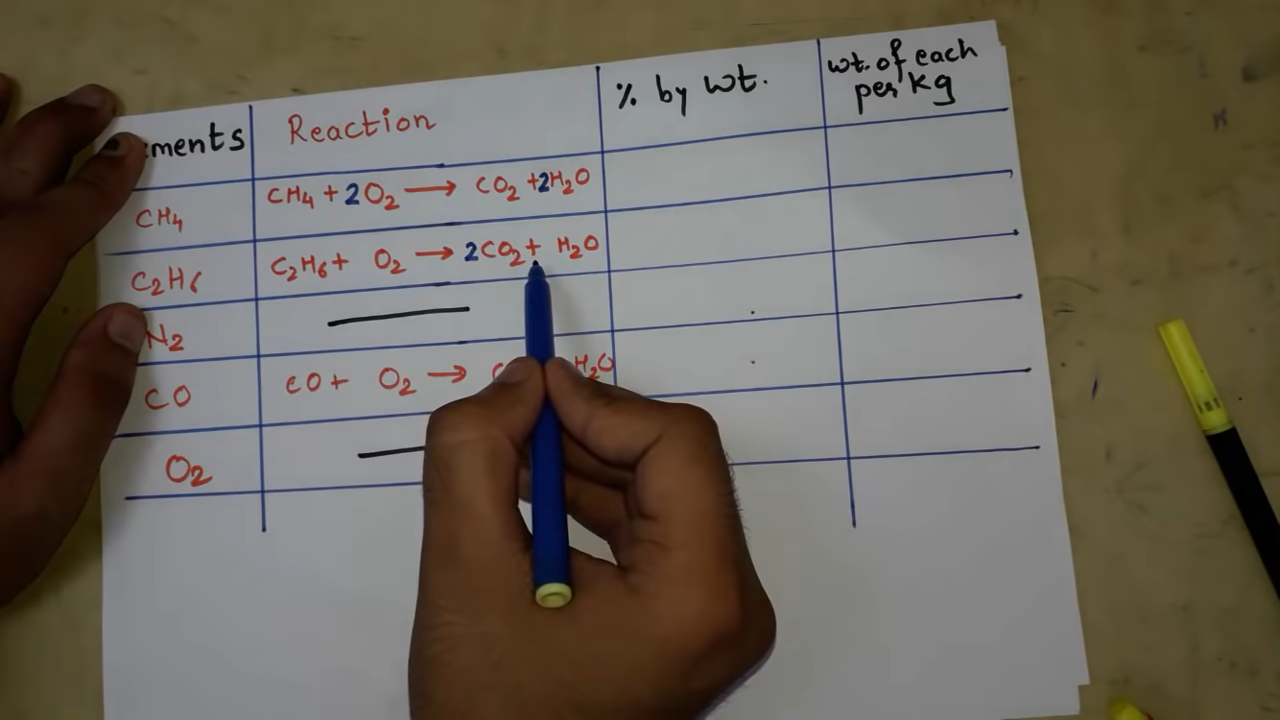 ments Reaction % by wt. wt. of each per kg
CH4 CH4 + 2O2 → CO2 + 2H2O
C2H6 C2H6 + O2 → 2CO2 + H2O
N2
CO CO + O2 → H2O
O2